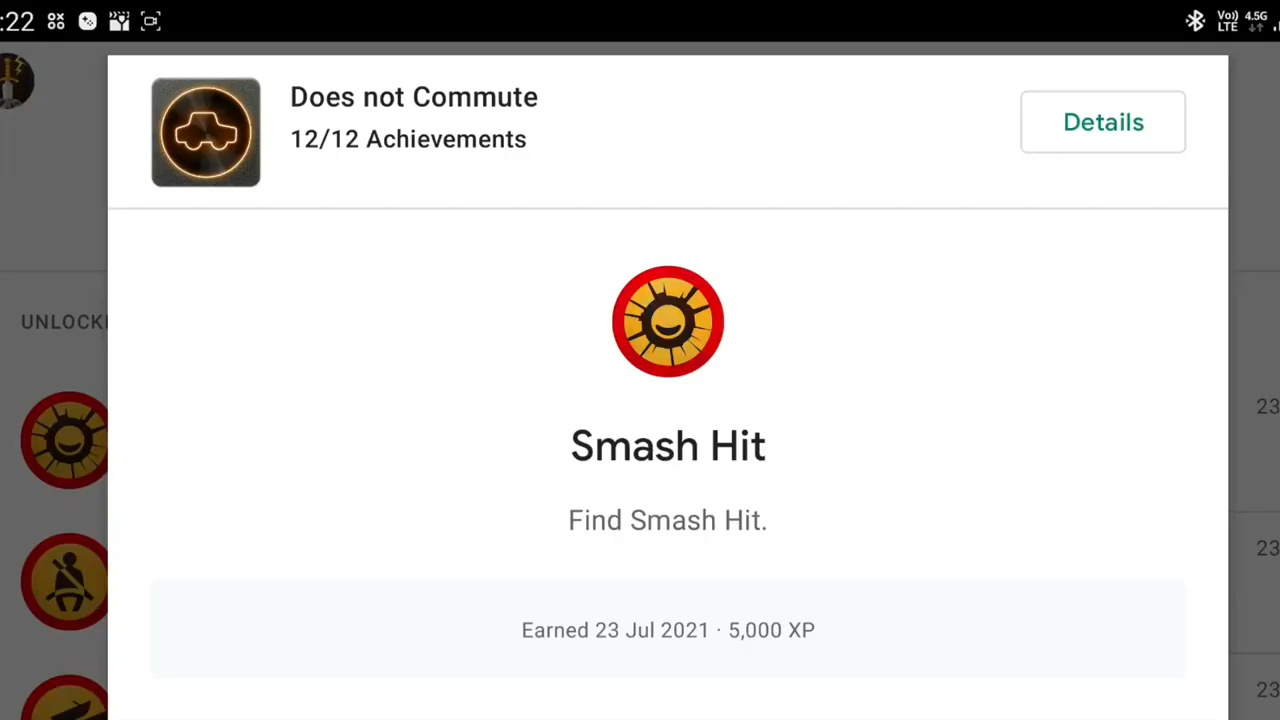 :22
Vo)) 4.5G
LTE
Does not Commute
12/12 Achievements
Details
UNLOCK
Smash Hit
Find Smash Hit.
Earned 23 Jul 2021 · 5,000 XP
23
23
23